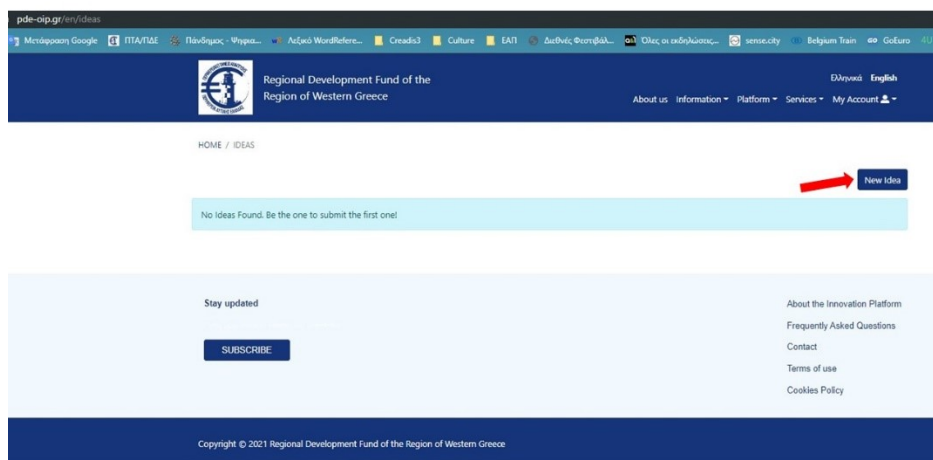 pde-oip.gr/en/ideas
Μετάφραση Google ΠΤΑ/ΠΔΕ Πάνδημος - Ψηφια... Λεξικό WordRefere... Creadis3 Culture ΕΑΠ Διεθνές Φεστιβάλ... Όλες οι εκδηλώσεις... sense.city Belgium Train GoEuro
Regional Development Fund of the
Region of Western Greece
Ελληνικά English
About us Information Platform Services My Account
HOME / IDEAS
New Idea
No Ideas Found. Be the one to submit the first one!
Stay updated
SUBSCRIBE
About the Innovation Platform
Frequently Asked Questions
Contact
Terms of use
Cookies Policy
Copyright © 2021 Regional Development Fund of the Region of Western Greece